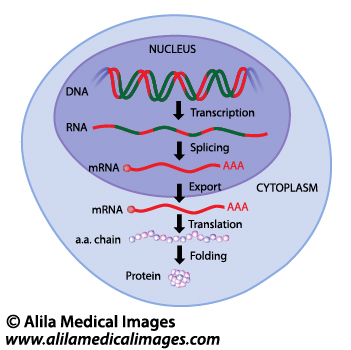 NUCLEUS
DNA
Transcription
RNA
Splicing
mRNA AAA
Export
CYTOPLASM
mRNA AAA
Translation
a.a. chain
Folding
Protein
© Alila Medical Images
www.alilamedicalimages.com